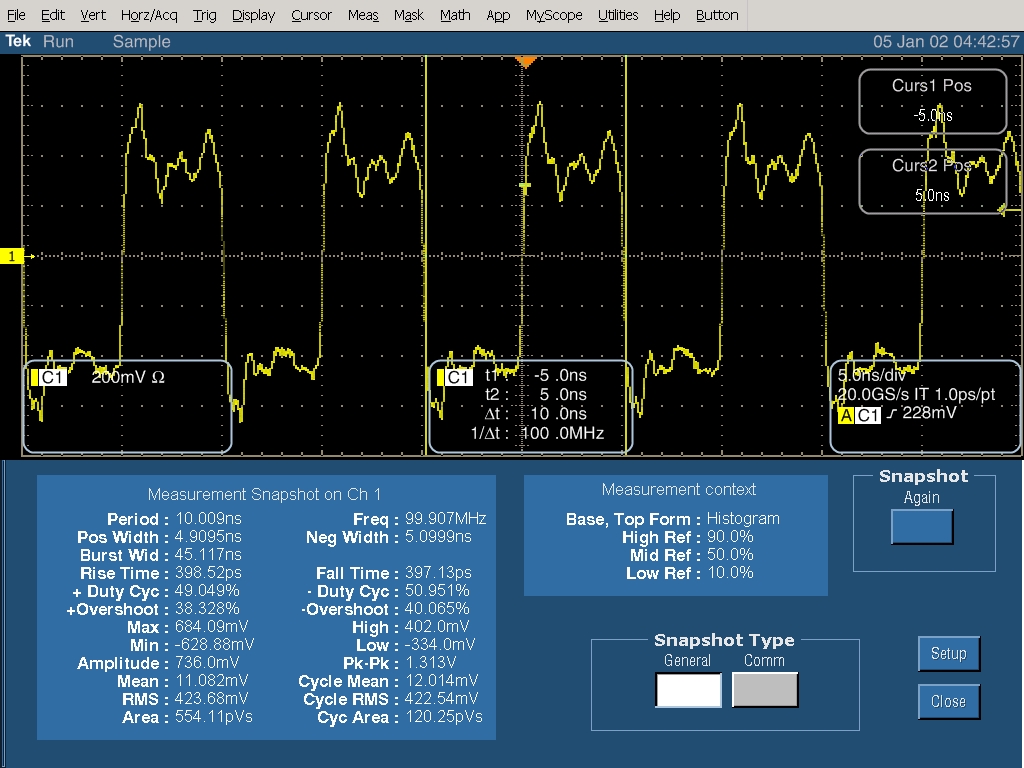 File Edit Vert Horz/Acq Trig Display Cursor Meas Mask Math App MyScope Utilities Help Button
Tek Run Sample 05 Jan 02 04:42:57
Curs1 Pos
-5.0ns
Curs2 Pos
5.0ns
1
C1 200mV Ω
C1 t1 : -5 .0ns
t2 : 5 .0ns
Δt : 10 .0ns
1/Δt : 100 .0MHz
5.0ns/div
20.0GS/s IT 1.0ps/pt
A C1 228mV
Measurement Snapshot on Ch 1
Period : 10.009ns Freq : 99.907MHz
Pos Width : 4.9095ns Neg Width : 5.0999ns
Burst Wid : 45.117ns
Rise Time : 398.52ps Fall Time : 397.13ps
+ Duty Cyc : 49.049% - Duty Cyc : 50.951%
+Overshoot : 38.328% -Overshoot : 40.065%
Max : 684.09mV High : 402.0mV
Min : -628.88mV Low : -334.0mV
Amplitude : 736.0mV Pk-Pk : 1.313V
Mean : 11.082mV Cycle Mean : 12.014mV
RMS : 423.68mV Cycle RMS : 422.54mV
Area : 554.11pVs Cyc Area : 120.25pVs
Measurement context
Base, Top Form : Histogram
High Ref : 90.0%
Mid Ref : 50.0%
Low Ref : 10.0%
Snapshot
Again
Snapshot Type
General Comm
Setup
Close